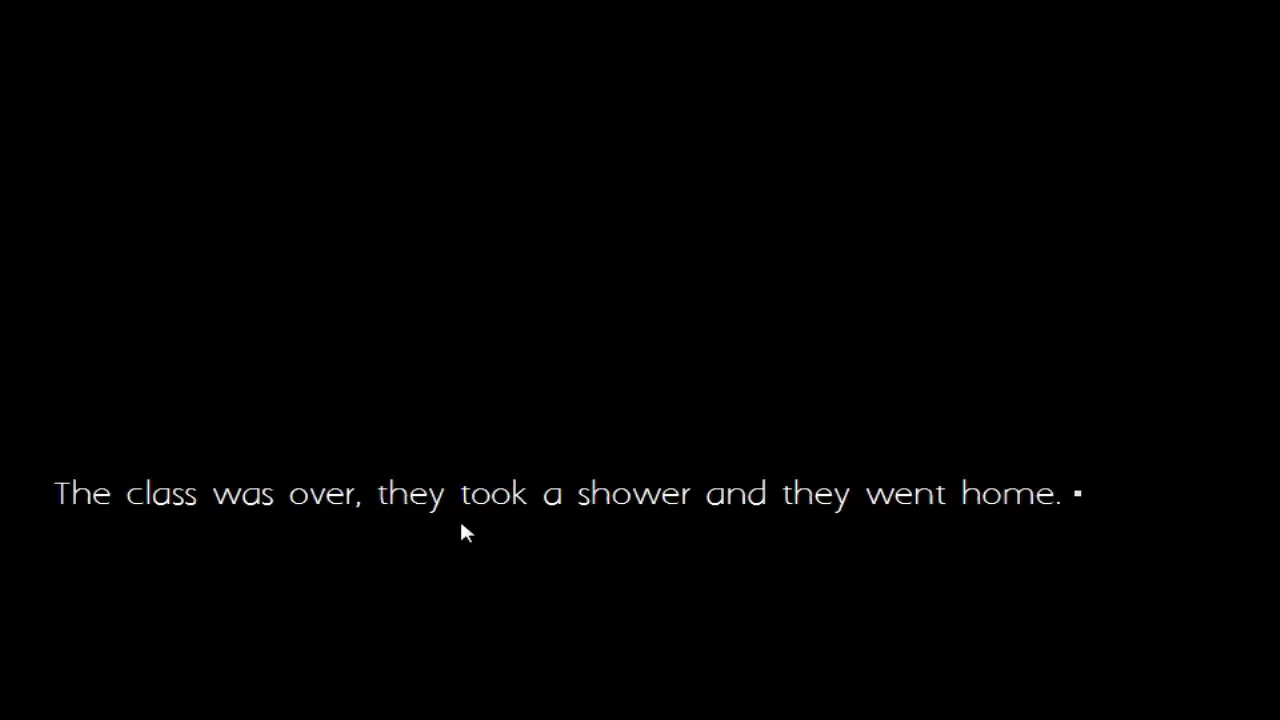 The class was over, they took a shower and they went home.